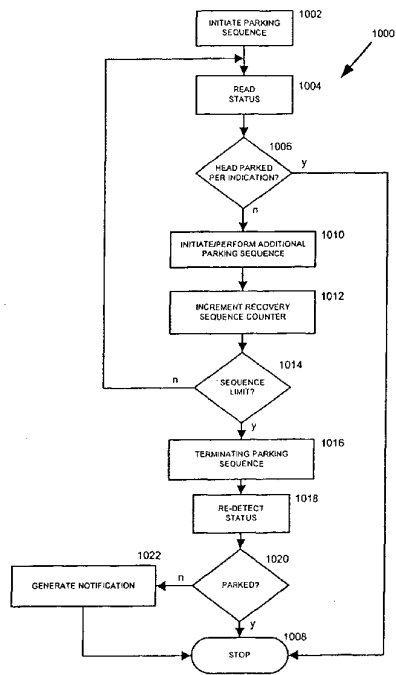 INITIATE PARKING
SEQUENCE
1002
1000
READ
STATUS
1004
1006
HEAD PARKED
PER INDICATION?
y
n
INITIATE/PERFORM ADDITIONAL
PARKING SEQUENCE
1010
INCREMENT RECOVERY
SEQUENCE COUNTER
1012
1014
SEQUENCE
LIMIT?
n
y
TERMINATING PARKING
SEQUENCE
1016
RE-DETECT
STATUS
1018
1020
PARKED?
n
y
1022
GENERATE NOTIFICATION
1008
STOP